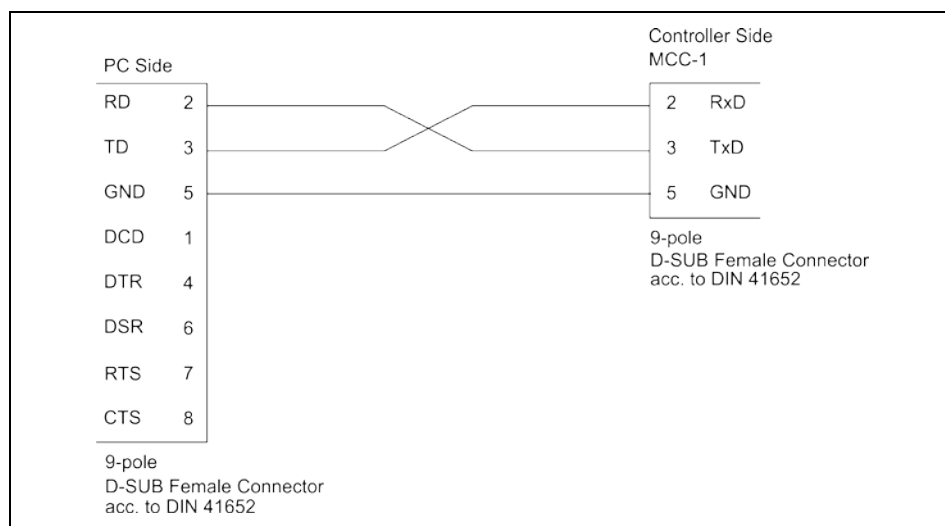 PC Side
RD 2
TD 3
GND 5
DCD 1
DTR 4
DSR 6
RTS 7
CTS 8
9-pole
D-SUB Female Connector
acc. to DIN 41652
Controller Side
MCC-1
2 RxD
3 TxD
5 GND
9-pole
D-SUB Female Connector
acc. to DIN 41652